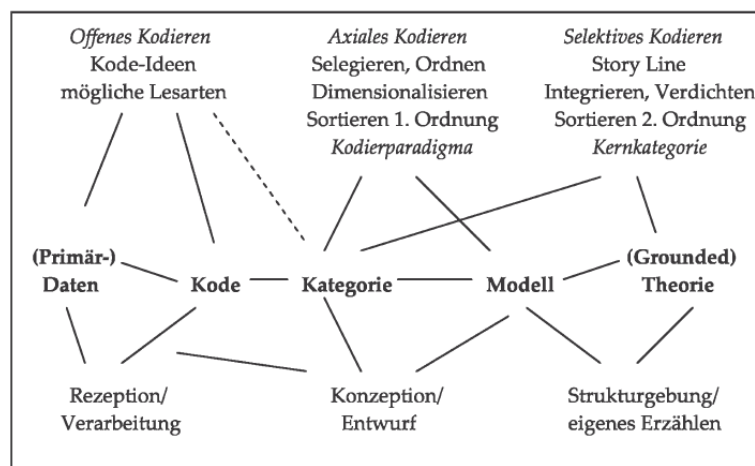 Offenes Kodieren
Kode-Ideen
mögliche Lesarten
Axiales Kodieren
Selegieren, Ordnen
Dimensionalisieren
Sortieren 1. Ordnung
Kodierparadigma
Selektives Kodieren
Story Line
Integrieren, Verdichten
Sortieren 2. Ordnung
Kernkategorie
(Primär-)
Daten
Kode
Kategorie
Modell
(Grounded)
Theorie
Rezeption/
Verarbeitung
Konzeption/
Entwurf
Strukturgebung/
eigenes Erzählen